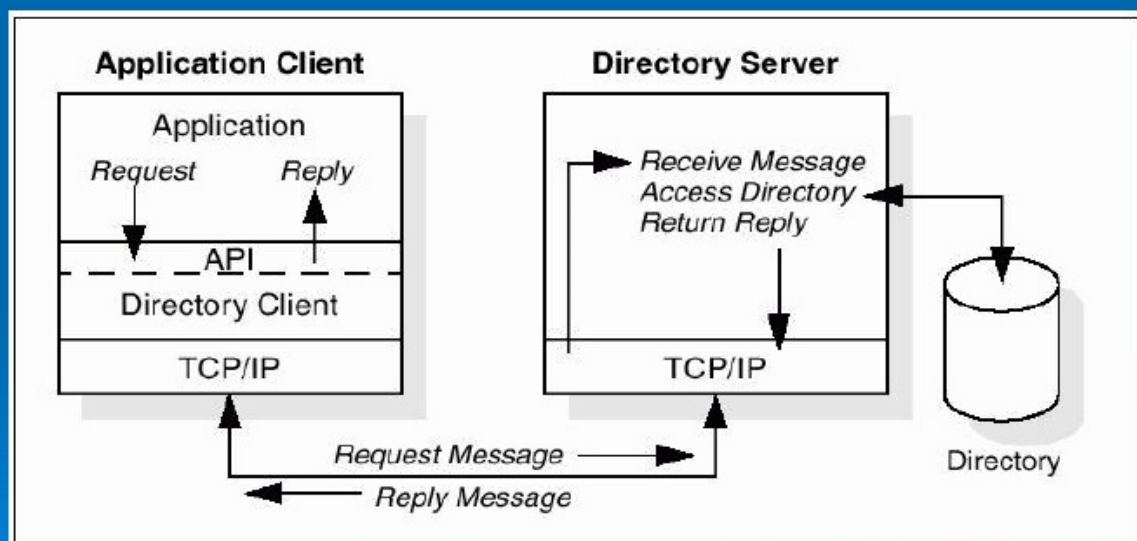 Application Client
Directory Server
Application
Request
Reply
API
Directory Client
TCP/IP
Receive Message
Access Directory
Return Reply
TCP/IP
Request Message
Reply Message
Directory